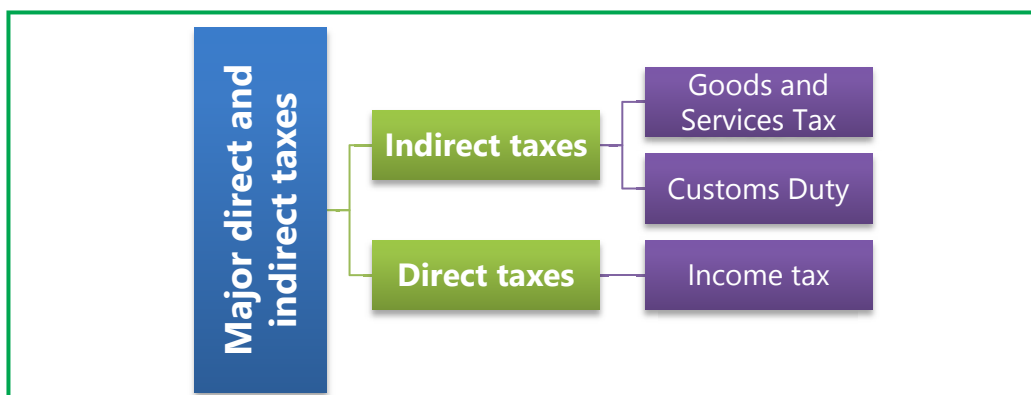 Major direct and
indirect taxes
Indirect taxes
Goods and
Services Tax
Customs Duty
Direct taxes
Income tax